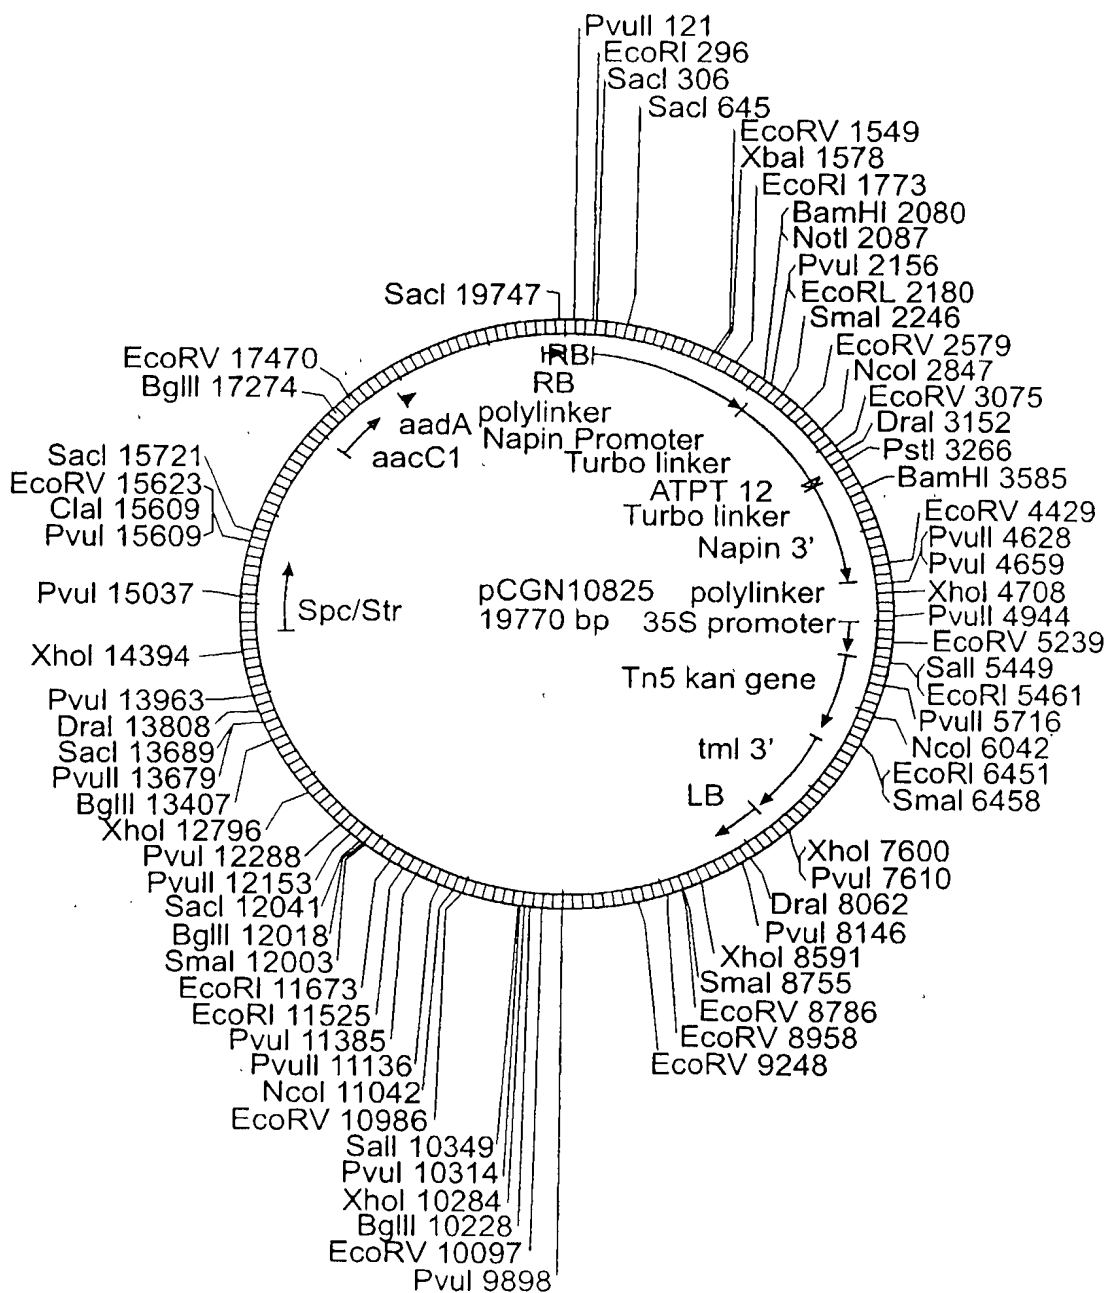 PvuII 121
EcoRI 296
SacI 306
SacI 645
EcoRV 1549
XbaI 1578
EcoRI 1773
BamHI 2080
NotI 2087
PvuI 2156
EcoRL 2180
SmaI 2246
EcoRV 2579
NcoI 2847
EcoRV 3075
DraI 3152
PstI 3266
BamHI 3585
EcoRV 4429
PvuII 4628
PvuI 4659
XhoI 4708
PvuII 4944
EcoRV 5239
SalI 5449
EcoRI 5461
PvuII 5716
NcoI 6042
EcoRI 6451
SmaI 6458
XhoI 7600
PvuI 7610
DraI 8062
PvuI 8146
XhoI 8591
SmaI 8755
EcoRV 8786
EcoRV 8958
EcoRV 9248
SacI 19747
EcoRV 17470
BglII 17274
SacI 15721
EcoRV 15623
ClaI 15609
PvuI 15609
PvuI 15037
XhoI 14394
PvuI 13963
DraI 13808
SacI 13689
PvuII 13679
BglII 13407
XhoI 12796
PvuI 12288
PvuII 12153
SacI 12041
BglII 12018
SmaI 12003
EcoRI 11673
EcoRI 11525
PvuI 11385
PvuII 11136
NcoI 11042
EcoRV 10986
SalI 10349
PvuI 10314
XhoI 10284
BglII 10228
EcoRV 10097
PvuI 9898
RB
RB
aadA
polylinker
aacC1
Napin Promoter
Turbo linker
ATPT 12
Turbo linker
Napin 3'
pCGN10825
19770 bp
polylinker
35S promoter
Spc/Str
Tn5 kan gene
tml 3'
LB